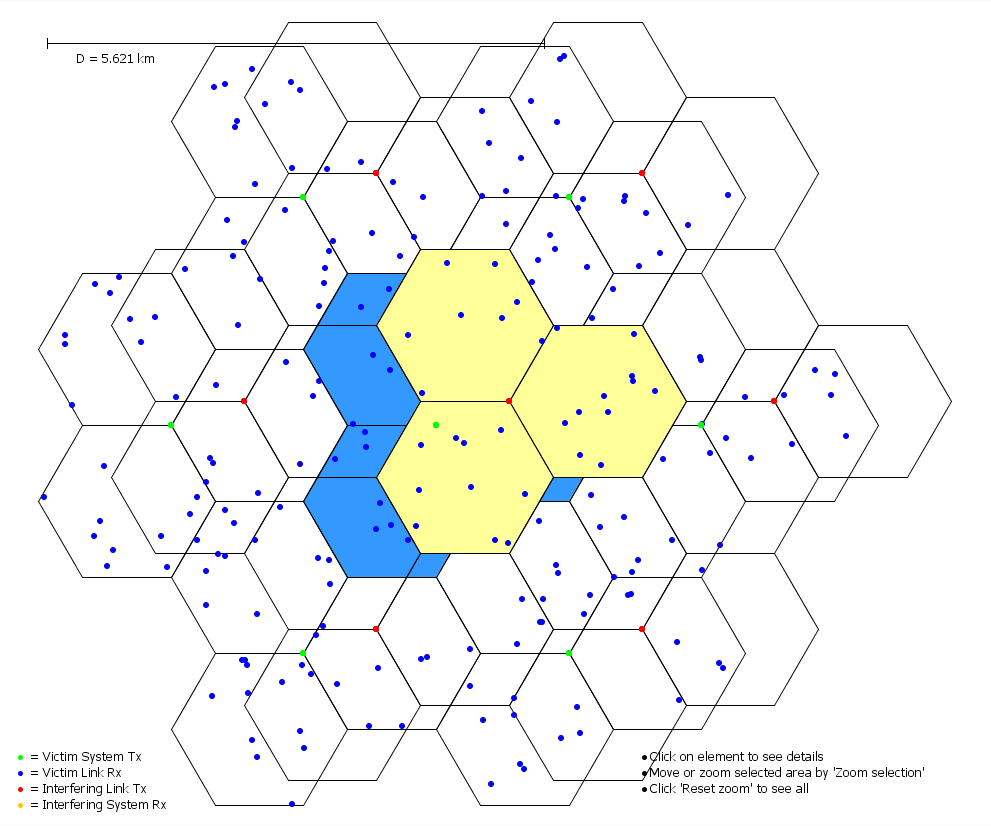 D = 5.621 km
= Victim System Tx
= Victim Link Rx
= Interfering Link Tx
= Interfering System Rx
Click on element to see details
Move or zoom selected area by 'Zoom selection'
Click 'Reset zoom' to see all